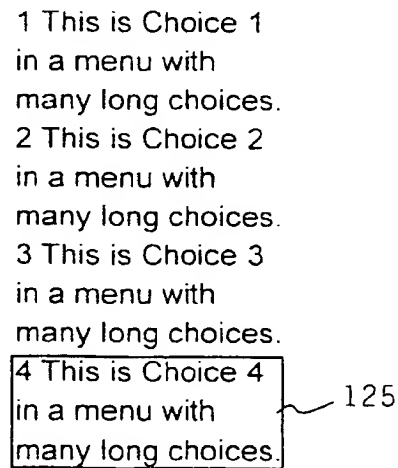 1 This is Choice 1
in a menu with
many long choices.
2 This is Choice 2
in a menu with
many long choices.
3 This is Choice 3
in a menu with
many long choices.
4 This is Choice 4
in a menu with
many long choices.
125